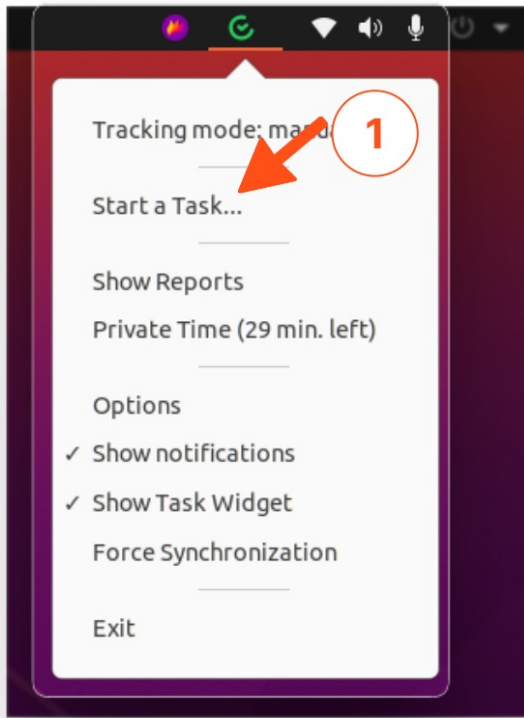 Tracking mode: manua
1
Start a Task...
Show Reports
Private Time (29 min. left)
Options
✓ Show notifications
✓ Show Task Widget
Force Synchronization
Exit